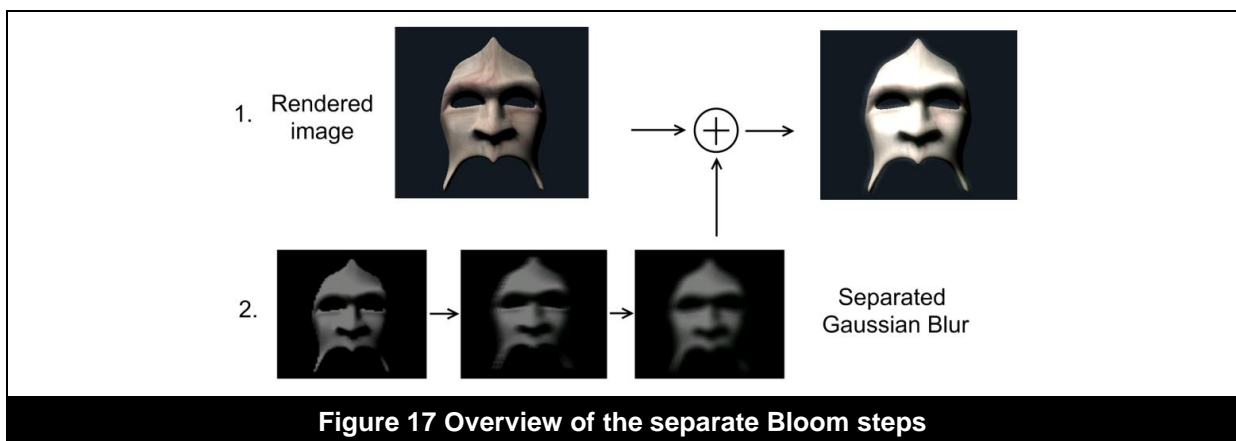 1. Rendered
image
2.
Separated
Gaussian Blur
Figure 17 Overview of the separate Bloom steps